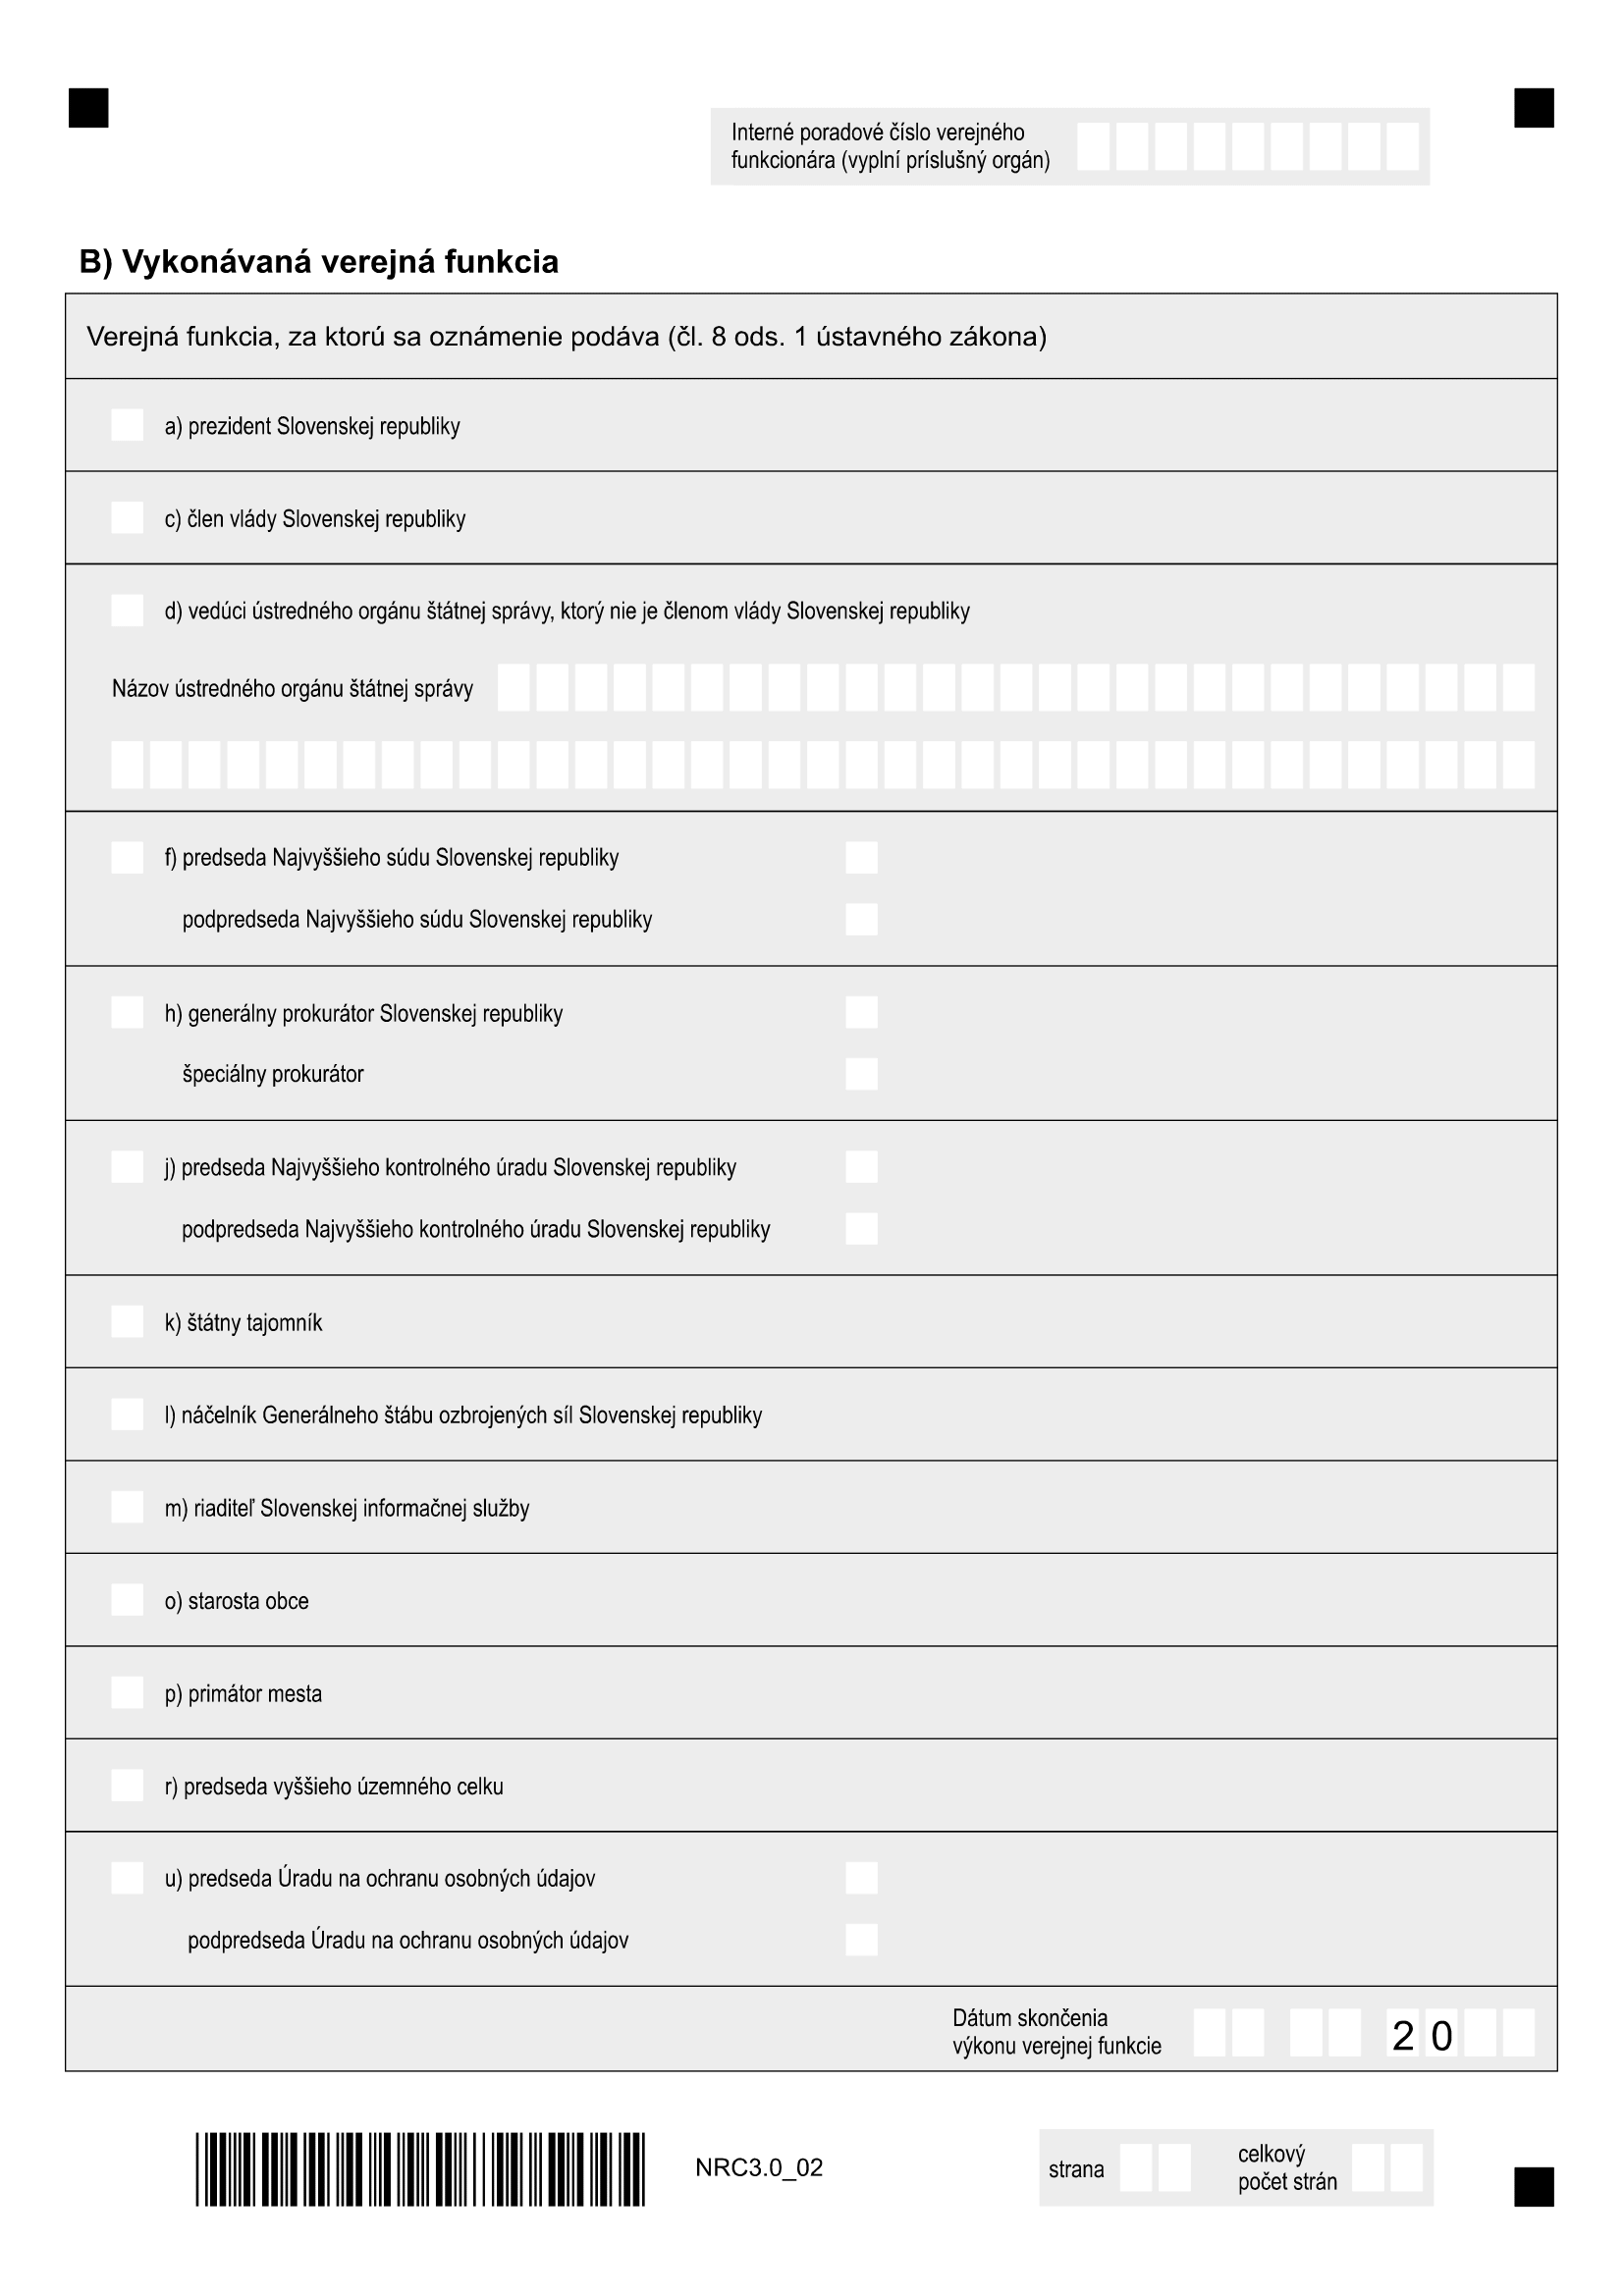 Interné poradové číslo verejného
funkcionára (vyplní príslušný orgán)
B) Vykonávaná verejná funkcia
Verejná funkcia, za ktorú sa oznámenie podáva (čl. 8 ods. 1 ústavného zákona)
a) prezident Slovenskej republiky
c) člen vlády Slovenskej republiky
d) vedúci ústredného orgánu štátnej správy, ktorý nie je členom vlády Slovenskej republiky
Názov ústredného orgánu štátnej správy
f) predseda Najvyššieho súdu Slovenskej republiky
podpredseda Najvyššieho súdu Slovenskej republiky
h) generálny prokurátor Slovenskej republiky
špeciálny prokurátor
j) predseda Najvyššieho kontrolného úradu Slovenskej republiky
podpredseda Najvyššieho kontrolného úradu Slovenskej republiky
k) štátny tajomník
l) náčelník Generálneho štábu ozbrojených síl Slovenskej republiky
m) riaditeľ Slovenskej informačnej služby
o) starosta obce
p) primátor mesta
r) predseda vyššieho územného celku
u) predseda Úradu na ochranu osobných údajov
podpredseda Úradu na ochranu osobných údajov
Dátum skončenia
výkonu verejnej funkcie 2 0
NRC3.0_02
strana
celkový
počet strán